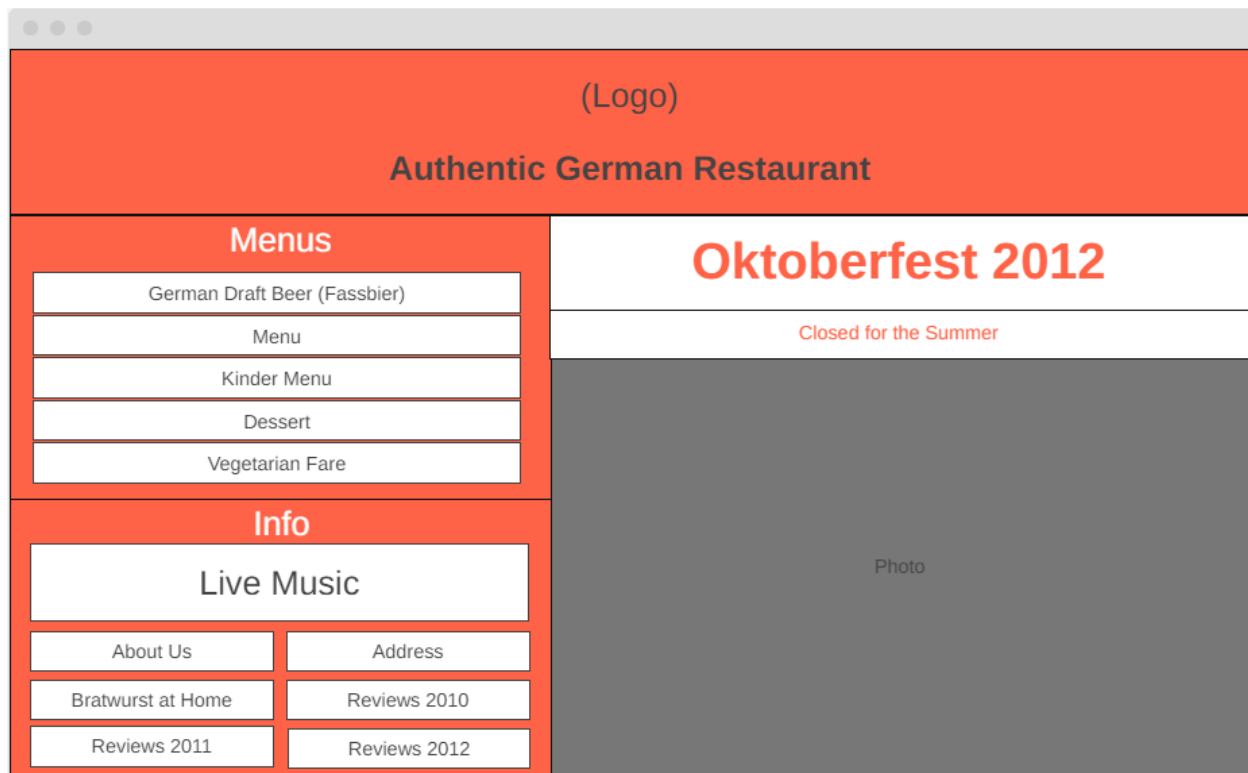 (Logo)
Authentic German Restaurant
Menus
German Draft Beer (Fassbier)
Menu
Kinder Menu
Dessert
Vegetarian Fare
Info
Live Music
About Us
Address
Bratwurst at Home
Reviews 2010
Reviews 2011
Reviews 2012
Oktoberfest 2012
Closed for the Summer
Photo